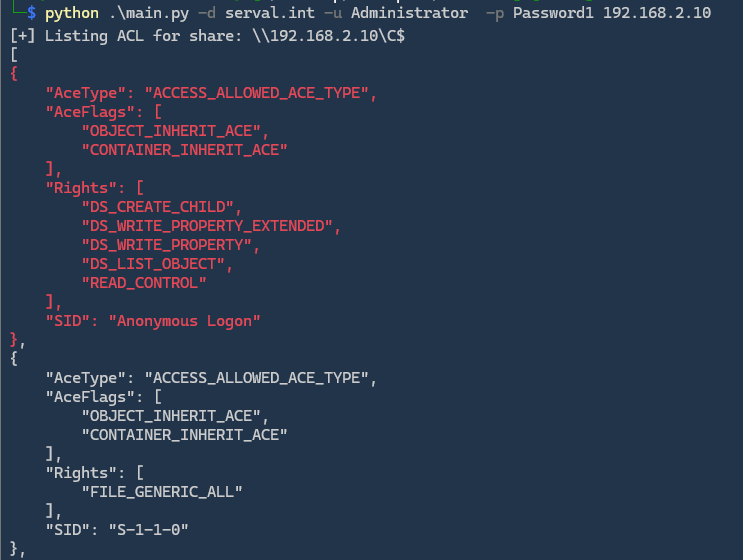 └─$ python .\main.py -d serval.int -u Administrator  -p Password1 192.168.2.10
[+] Listing ACL for share: \\192.168.2.10\C$
[
{
    "AceType": "ACCESS_ALLOWED_ACE_TYPE",
    "AceFlags": [
        "OBJECT_INHERIT_ACE",
        "CONTAINER_INHERIT_ACE"
    ],
    "Rights": [
        "DS_CREATE_CHILD",
        "DS_WRITE_PROPERTY_EXTENDED",
        "DS_WRITE_PROPERTY",
        "DS_LIST_OBJECT",
        "READ_CONTROL"
    ],
    "SID": "Anonymous Logon"
},
{
    "AceType": "ACCESS_ALLOWED_ACE_TYPE",
    "AceFlags": [
        "OBJECT_INHERIT_ACE",
        "CONTAINER_INHERIT_ACE"
    ],
    "Rights": [
        "FILE_GENERIC_ALL"
    ],
    "SID": "S-1-1-0"
},